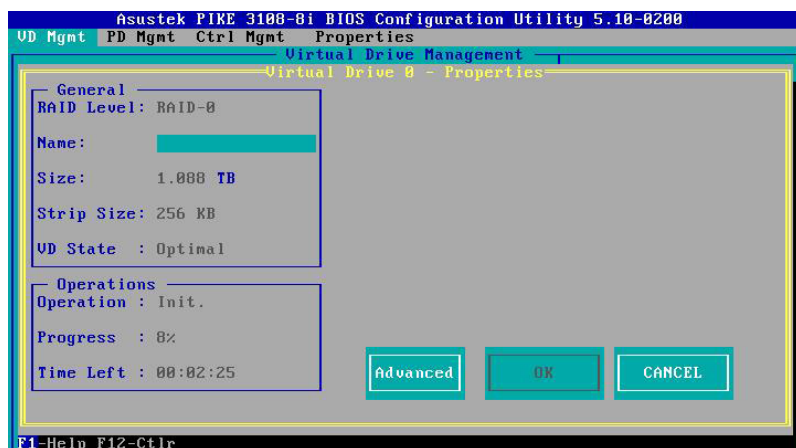 Asustek PIKE 3108-8i BIOS Configuration Utility 5.10-0200
VD Mgmt PD Mgmt Ctrl Mgmt Properties
Virtual Drive Management
Virtual Drive 0 - Properties
General
RAID Level: RAID-0
Name:
Size: 1.088 TB
Strip Size: 256 KB
VD State : Optimal
Operations
Operation : Init.
Progress : 8%
Time Left : 00:02:25
Advanced OK CANCEL
F1-Help F12-Ctlr